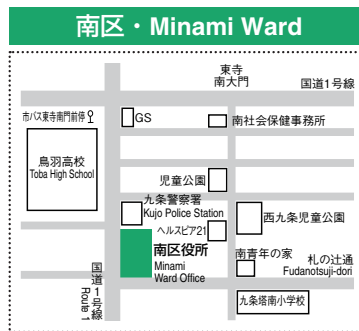 南区・Minami Ward
東寺
南大門
国道1号線
市バス東寺南門前停
GS
南社会保健事務所
鳥羽高校
Toba High School
児童公園
九条警察署
Kujo Police Station
ヘルスピア21
西九条児童公園
南区役所
Minami
Ward Office
南青年の家
札の辻通
Fudanotsuji-dori
国道1号線
Route 1
九条塔南小学校